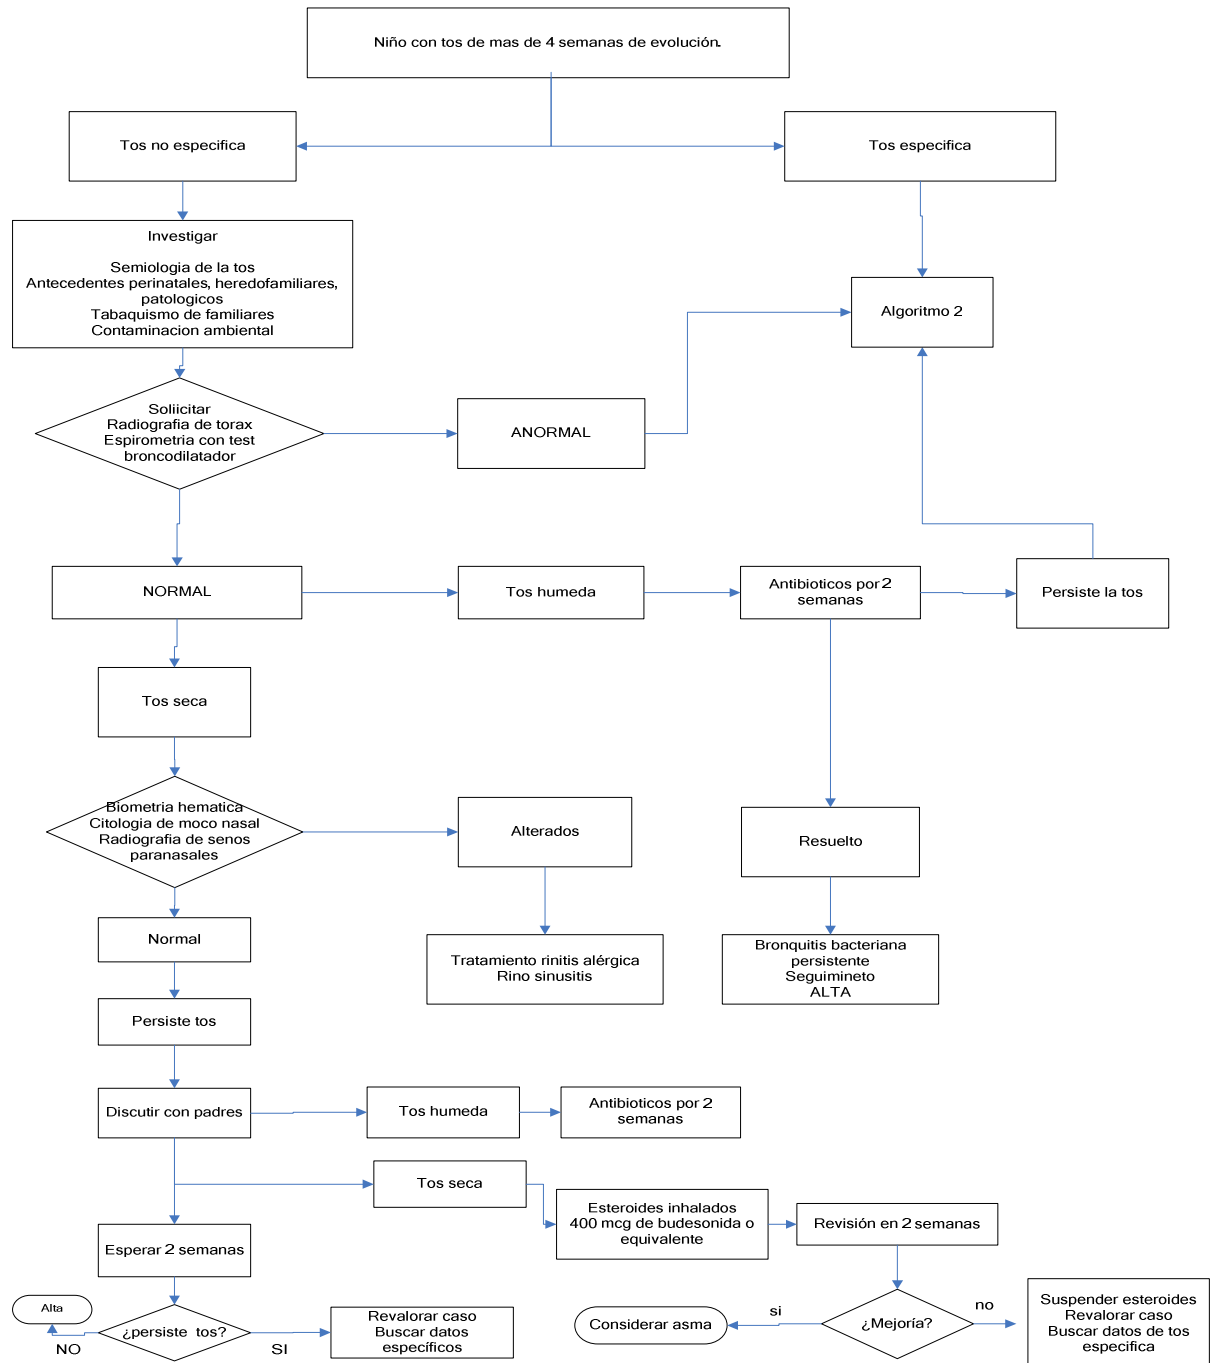 Niño con tos de mas de 4 semanas de evolución.
Tos no especifica
Tos especifica
Investigar
Semiologia de la tos
Antecedentes perinatales, heredofamiliares,
patologicos
Tabaquismo de familiares
Contaminacion ambiental
Algoritmo 2
Soliicitar
Radiografia de torax
Espirometria con test
broncodilatador
ANORMAL
NORMAL
Tos humeda
Antibioticos por 2
semanas
Persiste la tos
Tos seca
Biometria hematica
Citologia de moco nasal
Radiografia de senos
paranasales
Alterados
Resuelto
Normal
Tratamiento rinitis alérgica
Rino sinusitis
Bronquitis bacteriana
persistente
Seguimineto
ALTA
Persiste tos
Discutir con padres
Tos humeda
Antibioticos por 2
semanas
Tos seca
Esteroides inhalados
400 mcg de budesonida o
equivalente
Revisión en 2 semanas
Esperar 2 semanas
Alta
¿persiste tos?
NO
SI
Revalorar caso
Buscar datos
específicos
Considerar asma
si
¿Mejoría?
no
Suspender esteroides
Revalorar caso
Buscar datos de tos
especifica